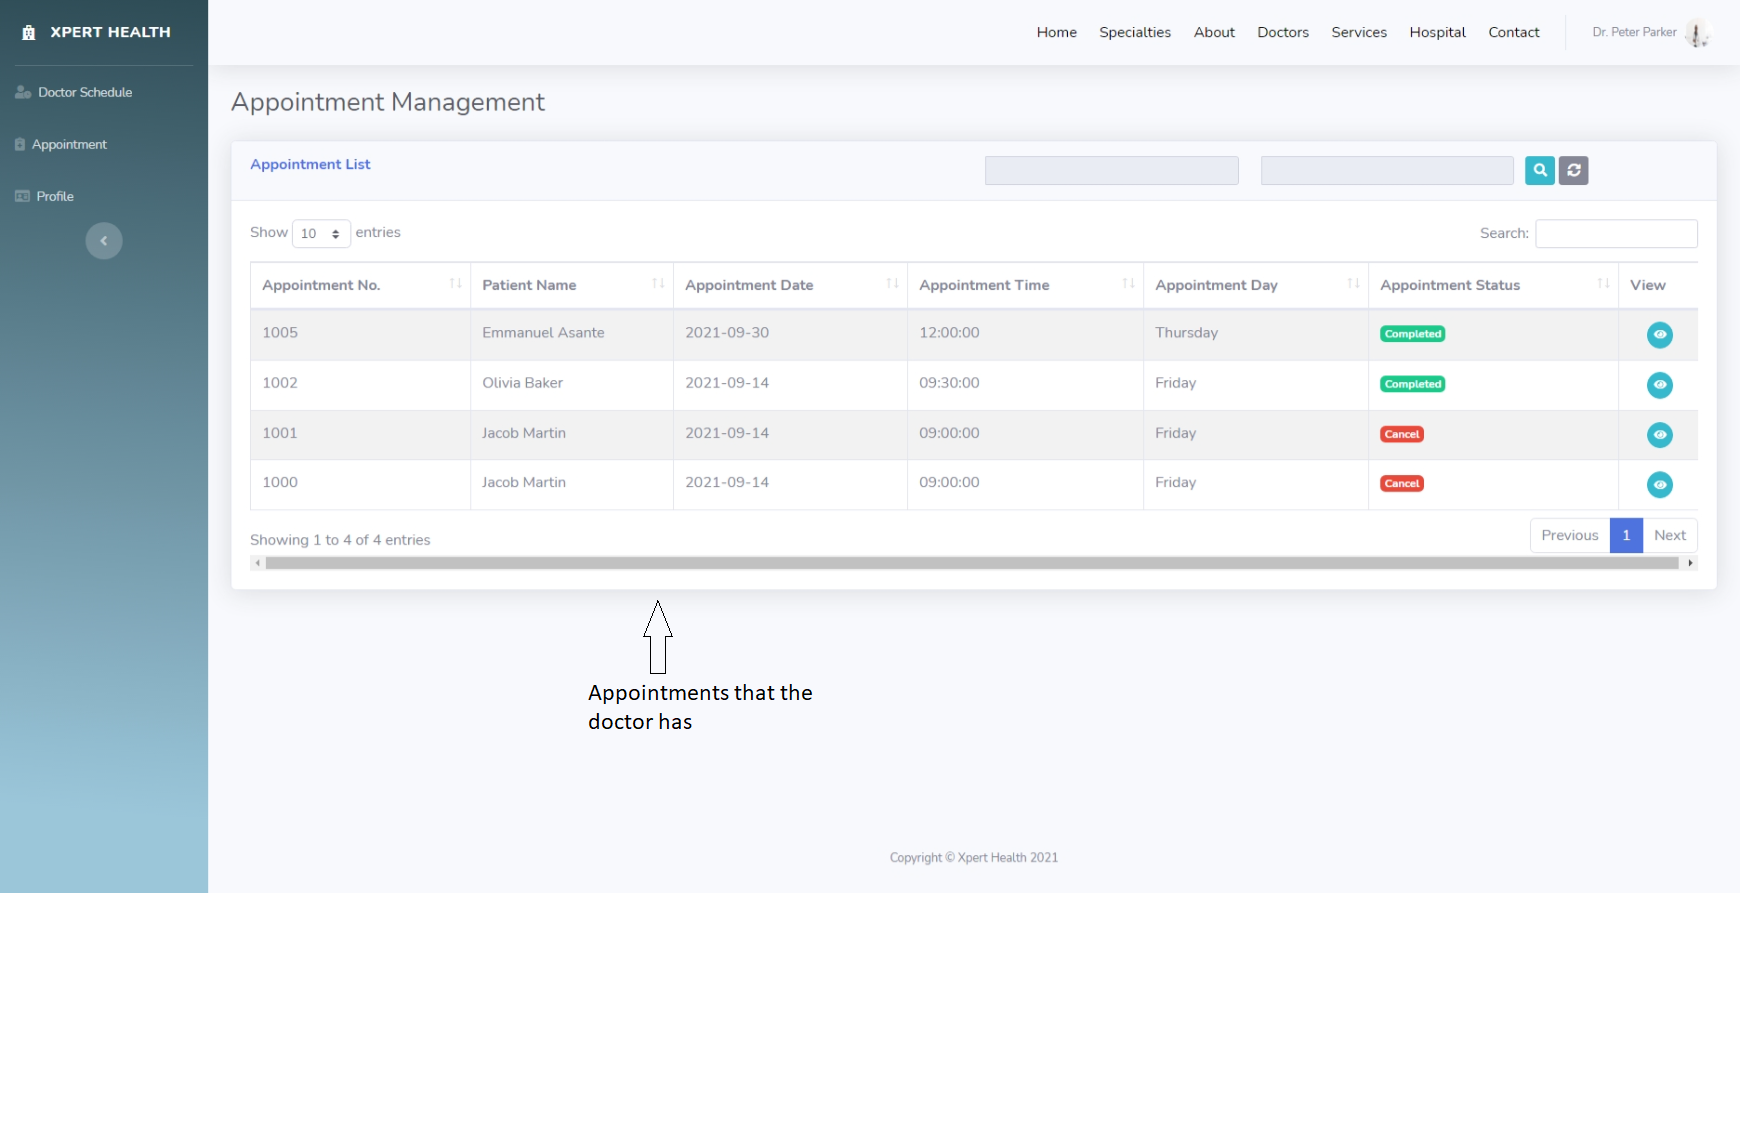 XPERT HEALTH
Home Specialties About Doctors Services Hospital Contact Dr. Peter Parker
Doctor Schedule
Appointment
Profile
Appointment Management
Appointment List
Show 10 entries
Search:
Appointment No. Patient Name Appointment Date Appointment Time Appointment Day Appointment Status View
1005 Emmanuel Asante 2021-09-30 12:00:00 Thursday Completed
1002 Olivia Baker 2021-09-14 09:30:00 Friday Completed
1001 Jacob Martin 2021-09-14 09:00:00 Friday Cancel
1000 Jacob Martin 2021-09-14 09:00:00 Friday Cancel
Showing 1 to 4 of 4 entries
Previous 1 Next
Appointments that the
doctor has
Copyright © Xpert Health 2021